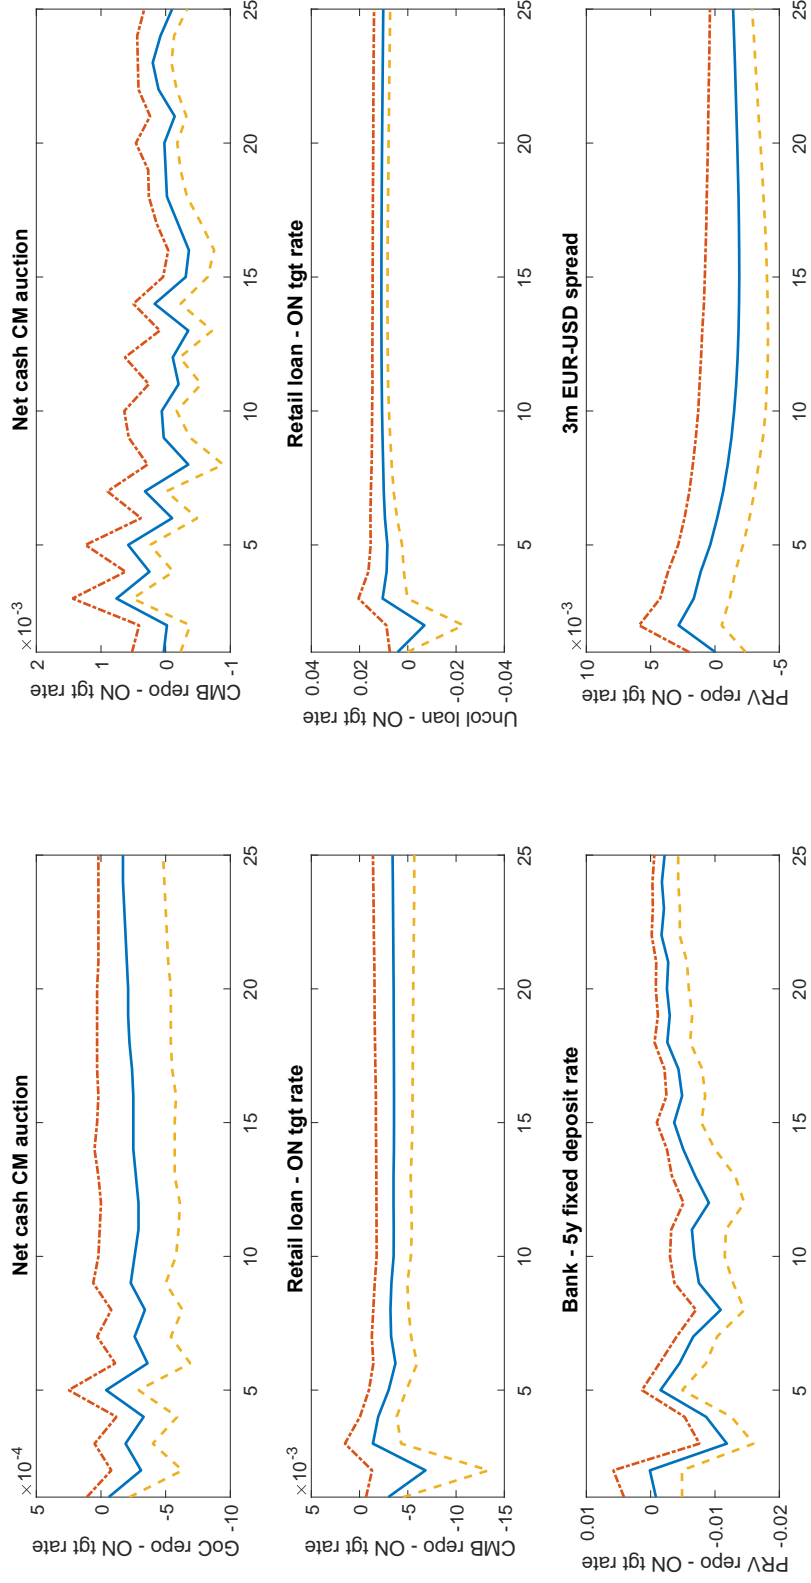 Net cash CM auction
×10⁻⁴
GoC repo - ON tgt rate
5
0
-5
-10
5 10 15 20 25
Net cash CM auction
×10⁻³
CMB repo - ON tgt rate
2
1
0
-1
5 10 15 20 25
Retail loan - ON tgt rate
×10⁻³
CMB repo - ON tgt rate
5
0
-5
-10
-15
5 10 15 20 25
Retail loan - ON tgt rate
Uncol loan - ON tgt rate
0.04
0.02
0
-0.02
-0.04
5 10 15 20 25
Bank - 5y fixed deposit rate
PRV repo - ON tgt rate
0.01
0
-0.01
-0.02
5 10 15 20 25
3m EUR-USD spread
×10⁻³
PRV repo - ON tgt rate
10
5
0
-5
5 10 15 20 25